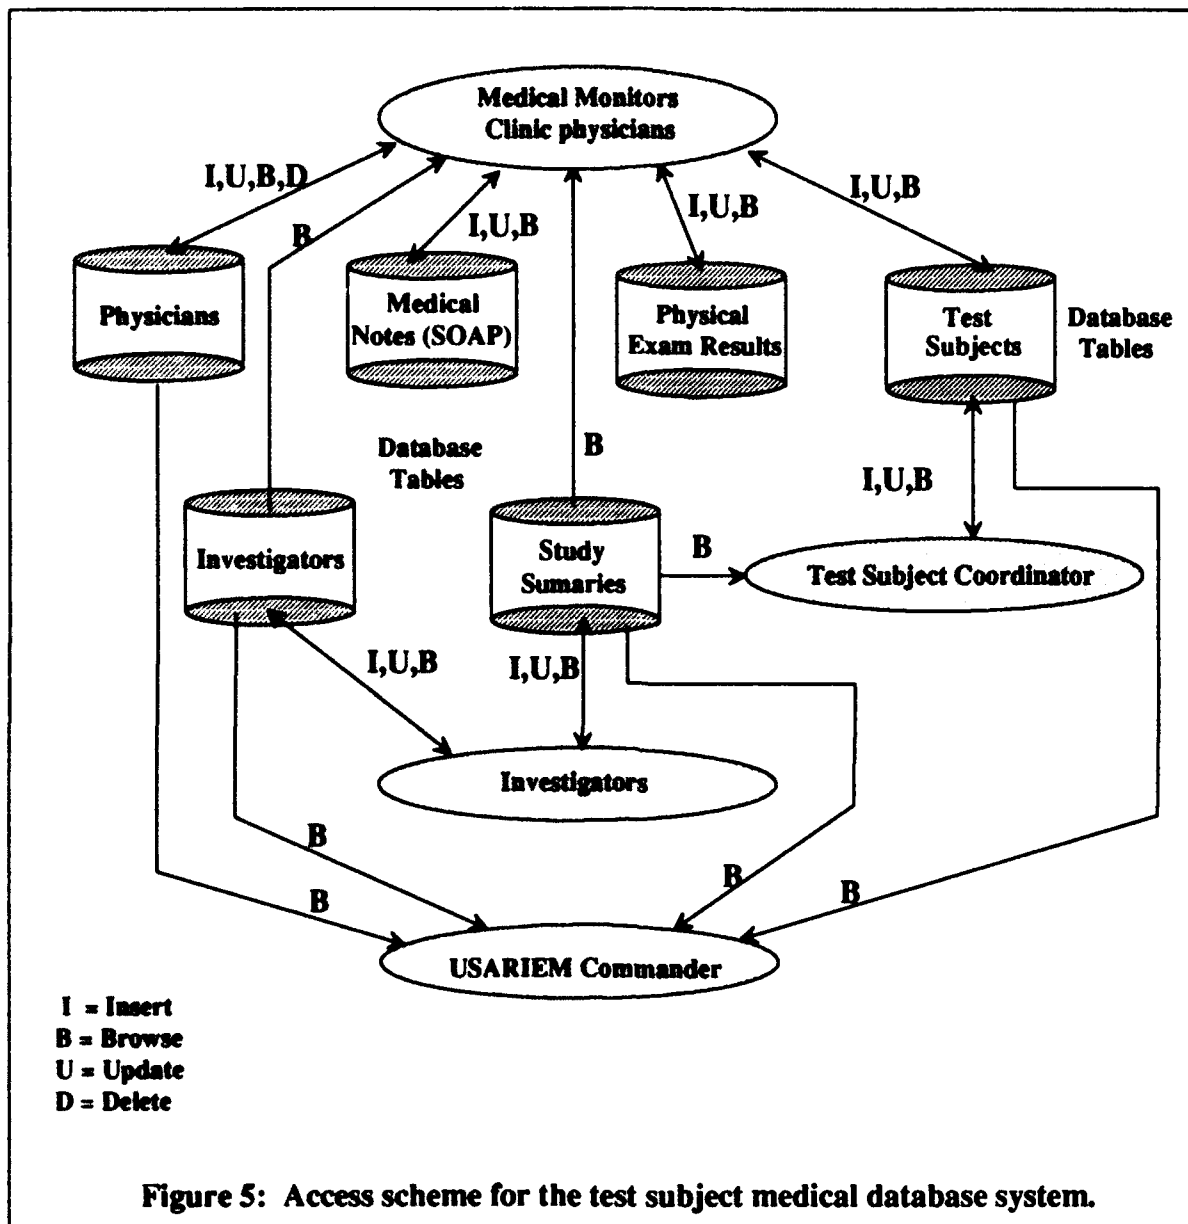 Medical Monitors
Clinic physicians
I,U,B,D
B
I,U,B
I,U,B
I,U,B
Physicians
Medical
Notes (SOAP)
Physical
Exam Results
Test
Subjects
Database
Tables
Database
Tables
B
I,U,B
Investigators
Study
Sumaries
B
Test Subject Coordinator
I,U,B
I,U,B
Investigators
B
B
B
B
USARIEM Commander
I = Insert
B = Browse
U = Update
D = Delete
Figure 5: Access scheme for the test subject medical database system.